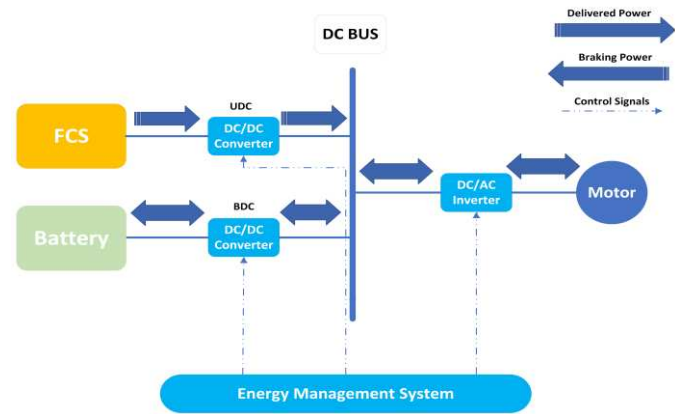 Delivered Power
DC BUS
Braking Power
Control Signals
UDC
FCS
DC/DC
Converter
DC/AC
Inverter
Motor
BDC
Battery
DC/DC
Converter
Energy Management System